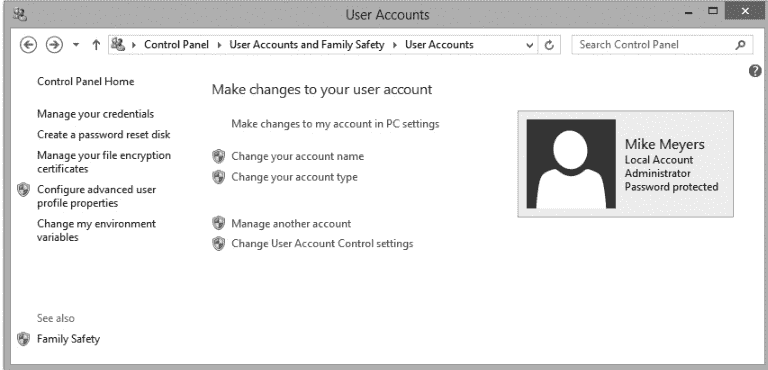 User Accounts
Control Panel User Accounts and Family Safety User Accounts
Search Control Panel
Control Panel Home
Manage your credentials
Create a password reset disk
Manage your file encryption
certificates
Configure advanced user
profile properties
Change my environment
variables
See also
Family Safety
Make changes to your user account
Make changes to my account in PC settings
Change your account name
Change your account type
Manage another account
Change User Account Control settings
Mike Meyers
Local Account
Administrator
Password protected